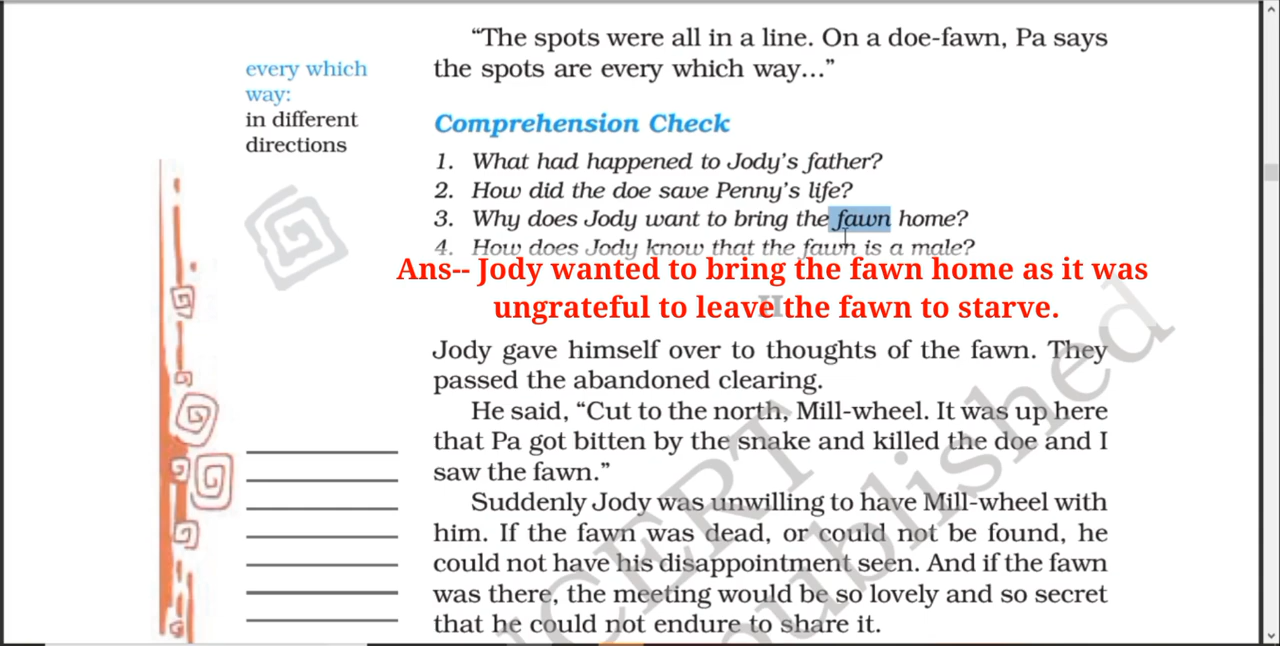 “The spots were all in a line. On a doe-fawn, Pa says
the spots are every which way...”
every which
way:
in different
directions
Comprehension Check
1. What had happened to Jody’s father?
2. How did the doe save Penny’s life?
3. Why does Jody want to bring the fawn home?
4. How does Jody know that the fawn is a male?
Ans-- Jody wanted to bring the fawn home as it was
ungrateful to leave the fawn to starve.
II
Jody gave himself over to thoughts of the fawn. They
passed the abandoned clearing.
He said, “Cut to the north, Mill-wheel. It was up here
that Pa got bitten by the snake and killed the doe and I
saw the fawn.”
Suddenly Jody was unwilling to have Mill-wheel with
him. If the fawn was dead, or could not be found, he
could not have his disappointment seen. And if the fawn
was there, the meeting would be so lovely and so secret
that he could not endure to share it.